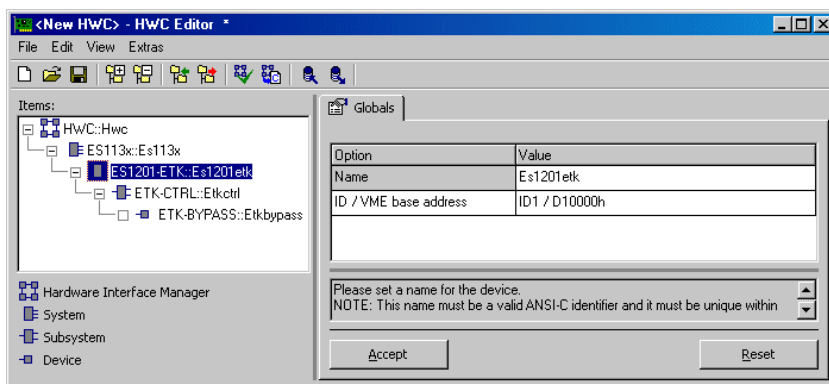 <New HWC> - HWC Editor *
File Edit View Extras
Items:
HWC::Hwc
ES113x::Es113x
ES1201-ETK::Es1201etk
ETK-CTRL::Etkctrl
ETK-BYPASS::Etkbypass
Hardware Interface Manager
System
Subsystem
Device
Globals
Option Value
Name Es1201etk
ID / VME base address ID1 / D10000h
Please set a name for the device.
NOTE: This name must be a valid ANSI-C identifier and it must be unique within
Accept Reset